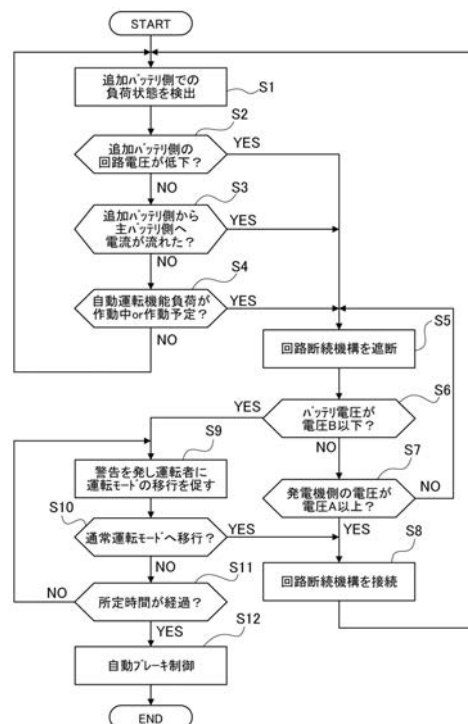 START
追加バッテリ側での
負荷状態を検出
S1
S2
追加バッテリ側の
回路電圧が低下?
YES
NO
S3
追加バッテリ側から
主バッテリ側へ
電流が流れた?
YES
NO
S4
自動運転機能負荷が
作動中or作動予定?
YES
NO
S5
回路断続機構を遮断
S6
バッテリ電圧が
電圧B以下?
YES
NO
S7
発電機側の電圧が
電圧A以上?
NO
YES
S8
回路断続機構を接続
S9
警告を発し運転者に
運転モードの移行を促す
S10
通常運転モードへ移行?
YES
NO
S11
所定時間が経過?
NO
YES
S12
自動ブレーキ制御
END